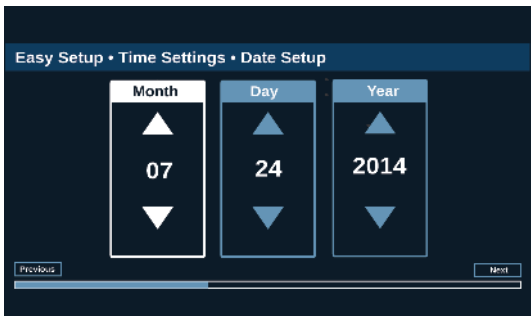 Easy Setup • Time Settings • Date Setup
Month Day Year
07 24 2014
Previous Next